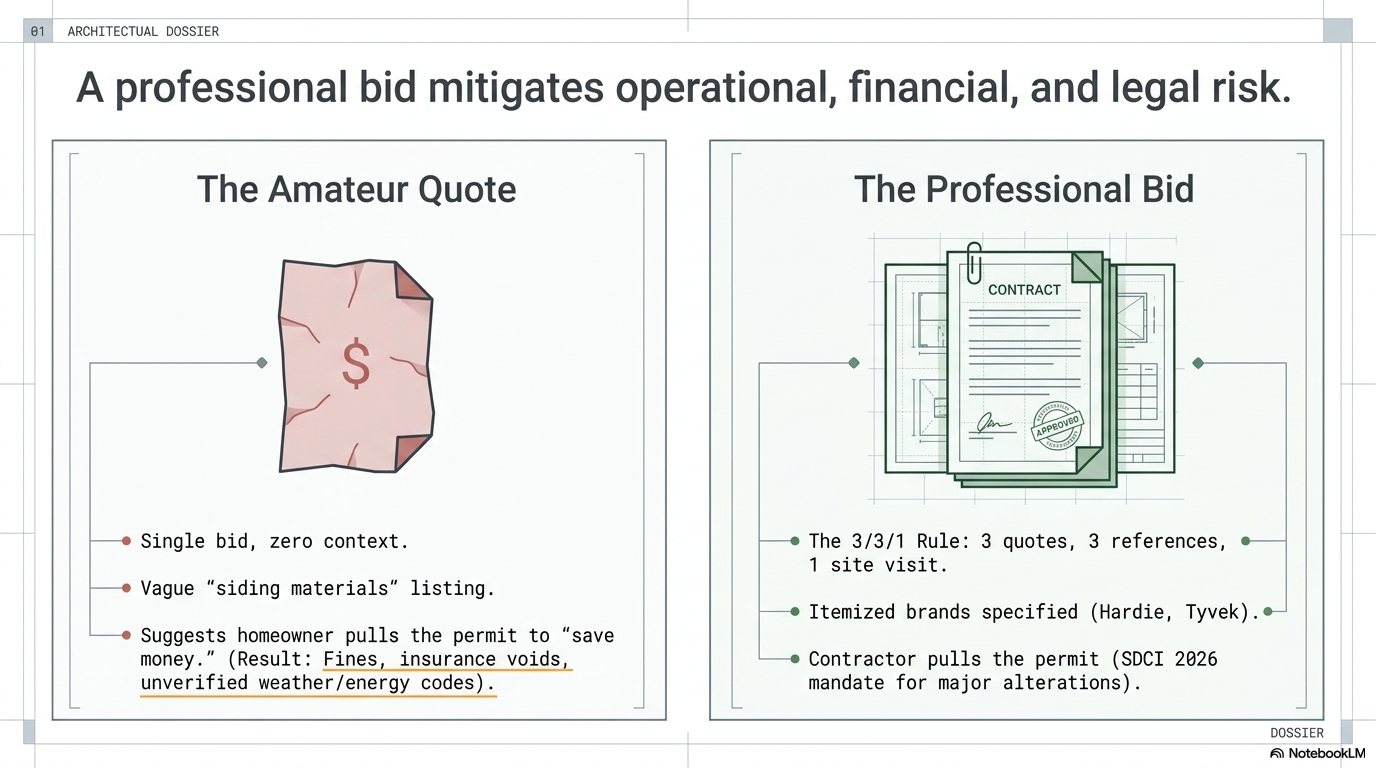 01 ARCHITECTURAL DOSSIER
A professional bid mitigates operational, financial, and legal risk.
The Amateur Quote
$
Single bid, zero context.
Vague “siding materials” listing.
Suggests homeowner pulls the permit to “save
money.” (Result: Fines, insurance voids,
unverified weather/energy codes).
The Professional Bid
CONTRACT
APPROVED
The 3/3/1 Rule: 3 quotes, 3 references,
1 site visit.
Itemized brands specified (Hardie, Tyvek).
Contractor pulls the permit (SDCI 2026
mandate for major alterations).
DOSSIER
NotebookLM